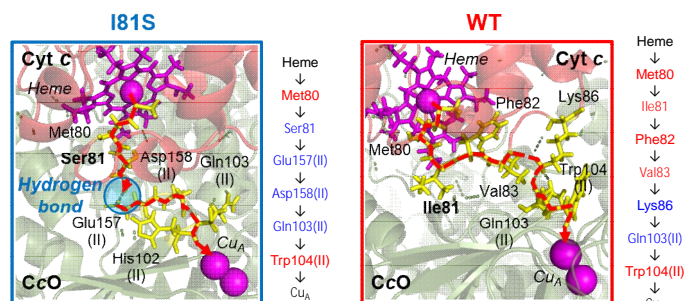 I81S
WT
Cyt c
Heme
Met80
Ser81
Asp158
(II)
Gln103
(II)
Hydrogen
bond
Glu157
(II)
His102
(II)
CuA
CcO
Heme
↓
Met80
↓
Ser81
↓
Glu157(II)
↓
Asp158(II)
↓
Gln103(II)
↓
Trp104(II)
↓
CuA
Heme
Cyt c
Phe82
Lys86
Met80
Trp104
(II)
Val83
Ile81
Gln103
(II)
CuA
CcO
Heme
↓
Met80
↓
Ile81
↓
Phe82
↓
Val83
↓
Lys86
↓
Gln103(II)
↓
Trp104(II)
↓